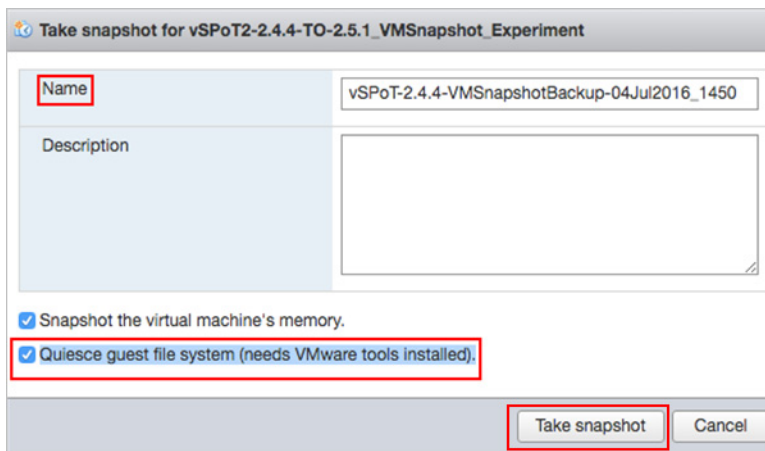 Take snapshot for vSPoT2-2.4.4-TO-2.5.1_VMSnapshot_Experiment
Name
vSPoT-2.4.4-VMSnapshotBackup-04Jul2016_1450
Description
Snapshot the virtual machine's memory.
Quiesce guest file system (needs VMware tools installed).
Take snapshot
Cancel